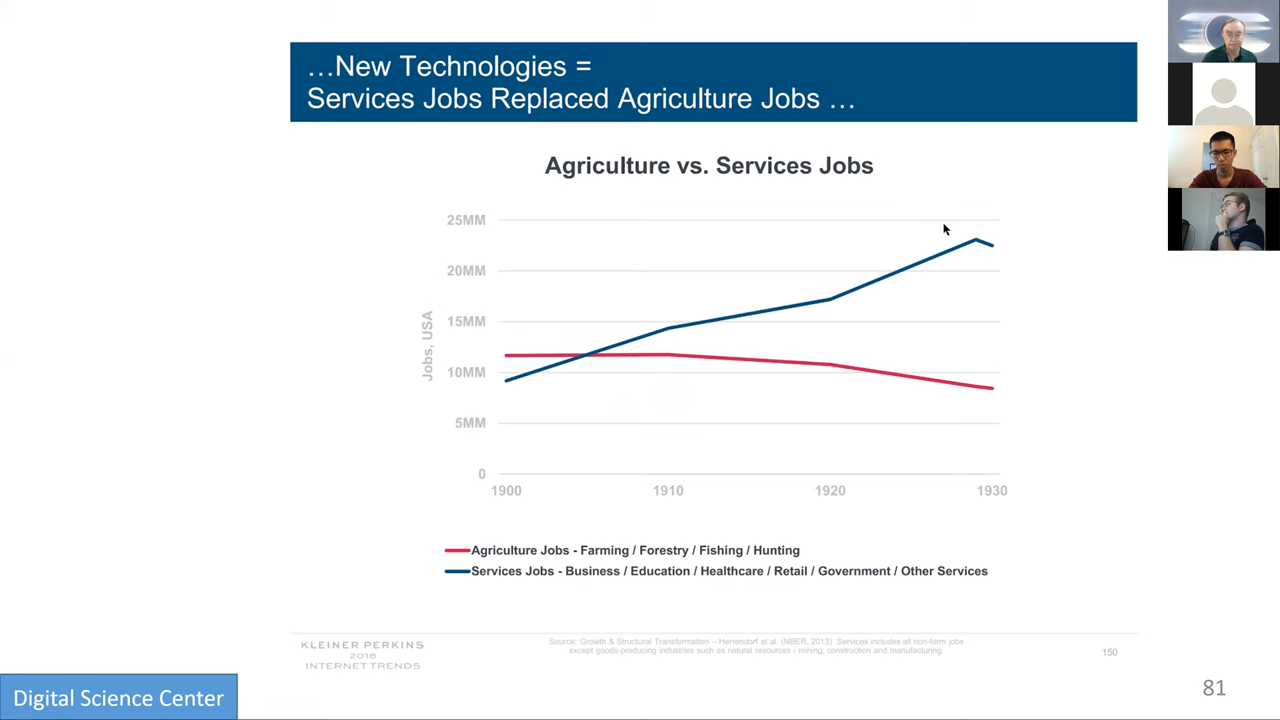 …New Technologies =
Services Jobs Replaced Agriculture Jobs …
Agriculture vs. Services Jobs
25MM
20MM
15MM
10MM
5MM
0
Jobs, USA
1900 1910 1920 1930
Agriculture Jobs - Farming / Forestry / Fishing / Hunting
Services Jobs - Business / Education / Healthcare / Retail / Government / Other Services
KLEINER PERKINS
2018
INTERNET TRENDS
Source: Growth & Structural Transformation – Herrendorf et al. (NBER, 2013) Services includes all non-farm jobs
except goods-producing industries such as natural resources / mining, construction and manufacturing.
150
81
Digital Science Center